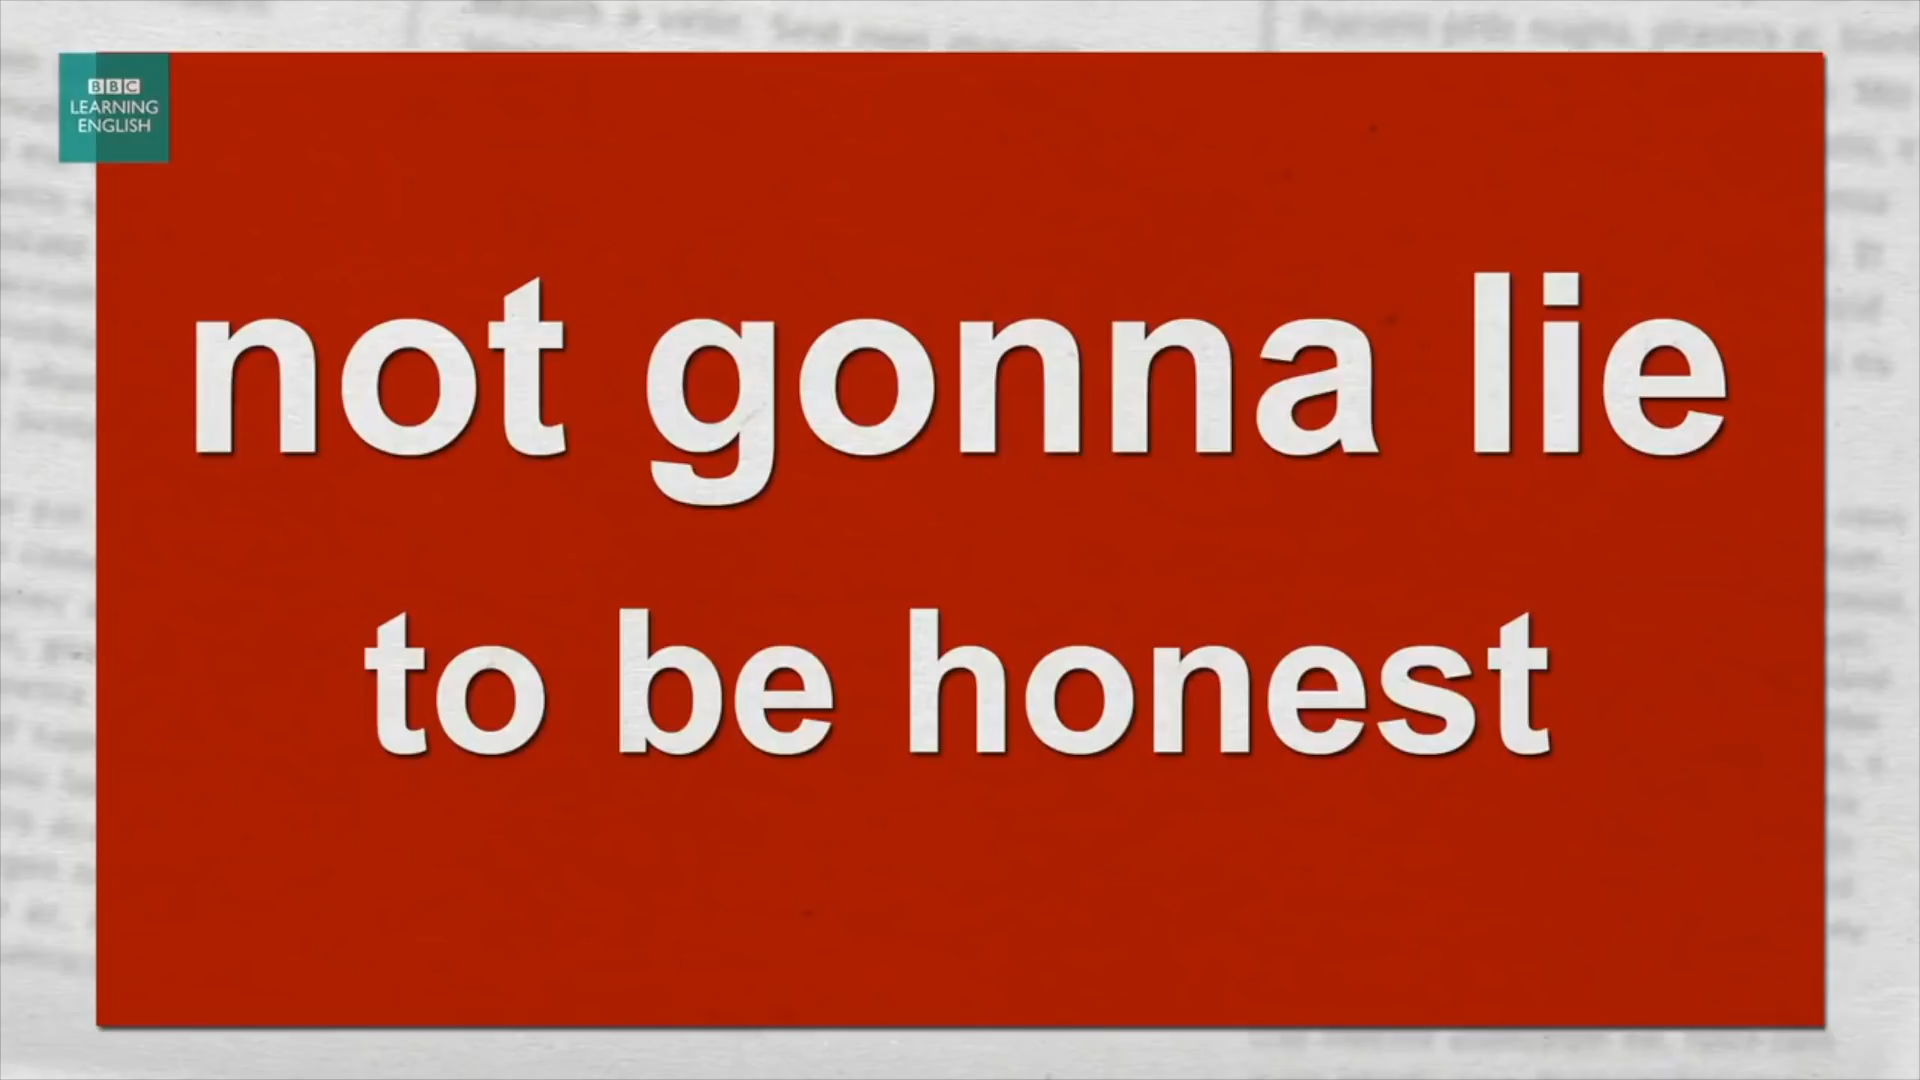 BBC
LEARNING
ENGLISH
not gonna lie
to be honest